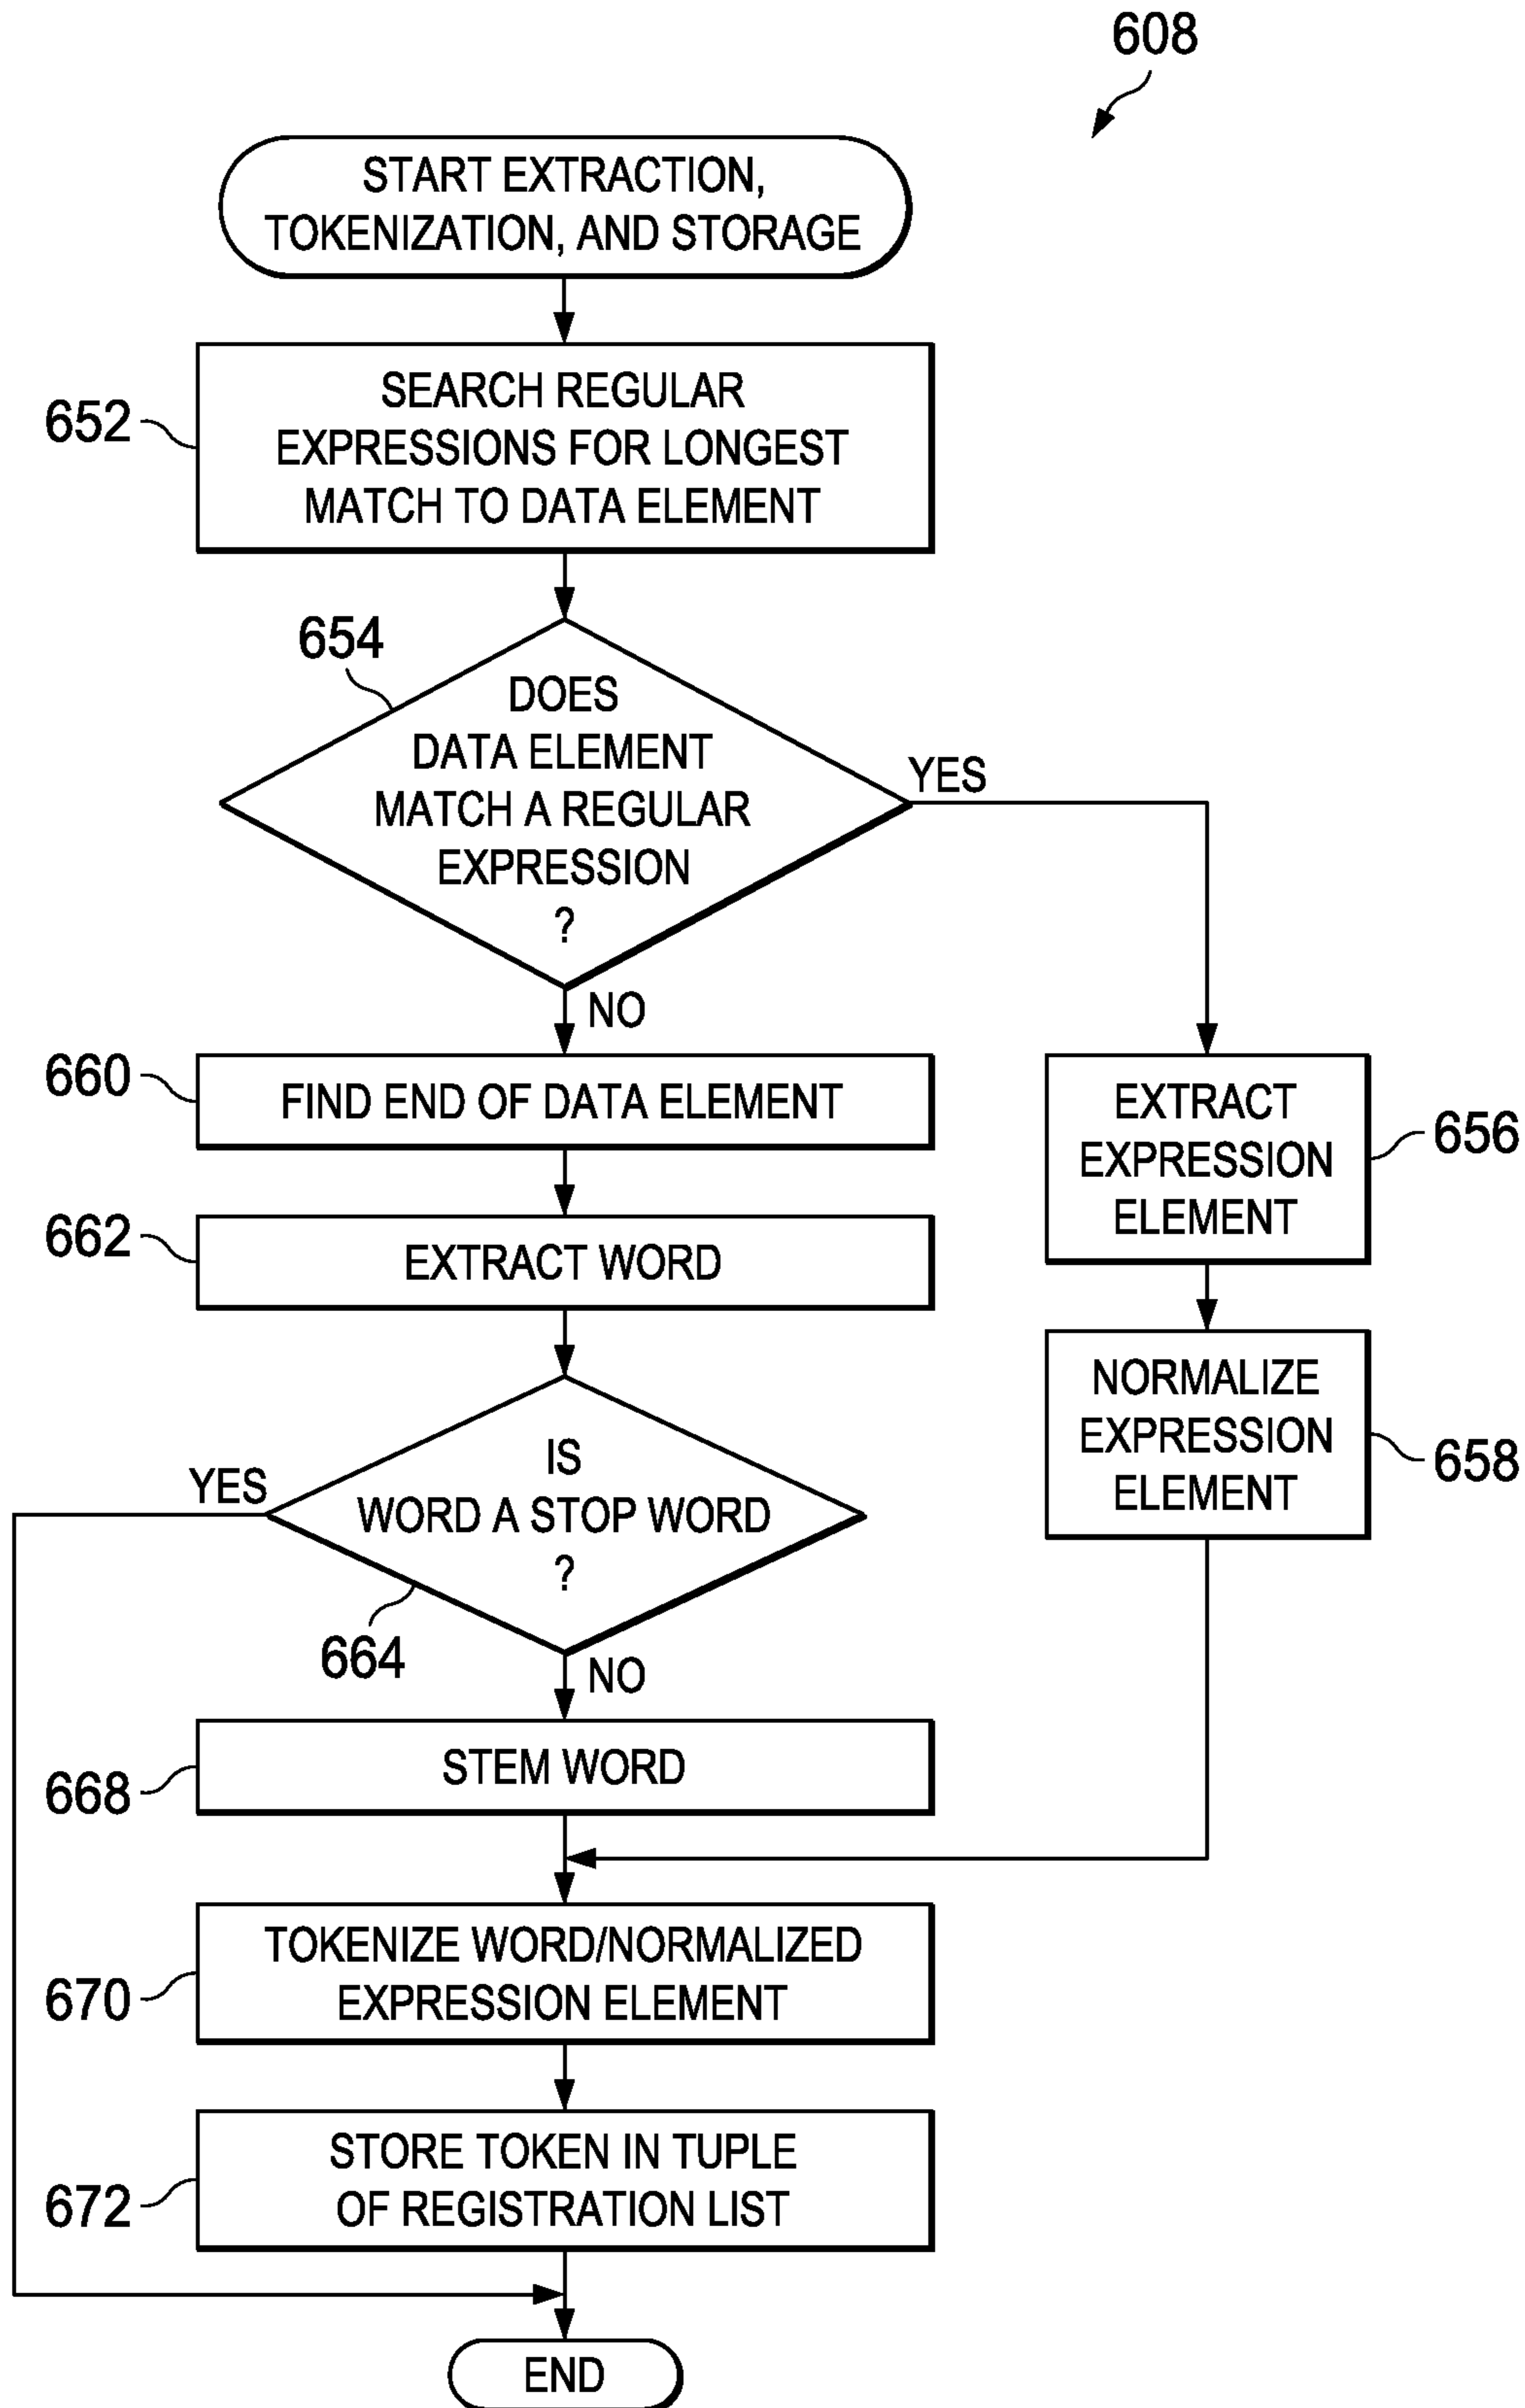 608
START EXTRACTION,
TOKENIZATION, AND STORAGE
652
SEARCH REGULAR
EXPRESSIONS FOR LONGEST
MATCH TO DATA ELEMENT
654
DOES
DATA ELEMENT
MATCH A REGULAR
EXPRESSION
?
YES
NO
660
FIND END OF DATA ELEMENT
EXTRACT
EXPRESSION
ELEMENT
656
662
EXTRACT WORD
NORMALIZE
EXPRESSION
ELEMENT
658
IS
WORD A STOP WORD
?
YES
664
NO
668
STEM WORD
670
TOKENIZE WORD/NORMALIZED
EXPRESSION ELEMENT
672
STORE TOKEN IN TUPLE
OF REGISTRATION LIST
END